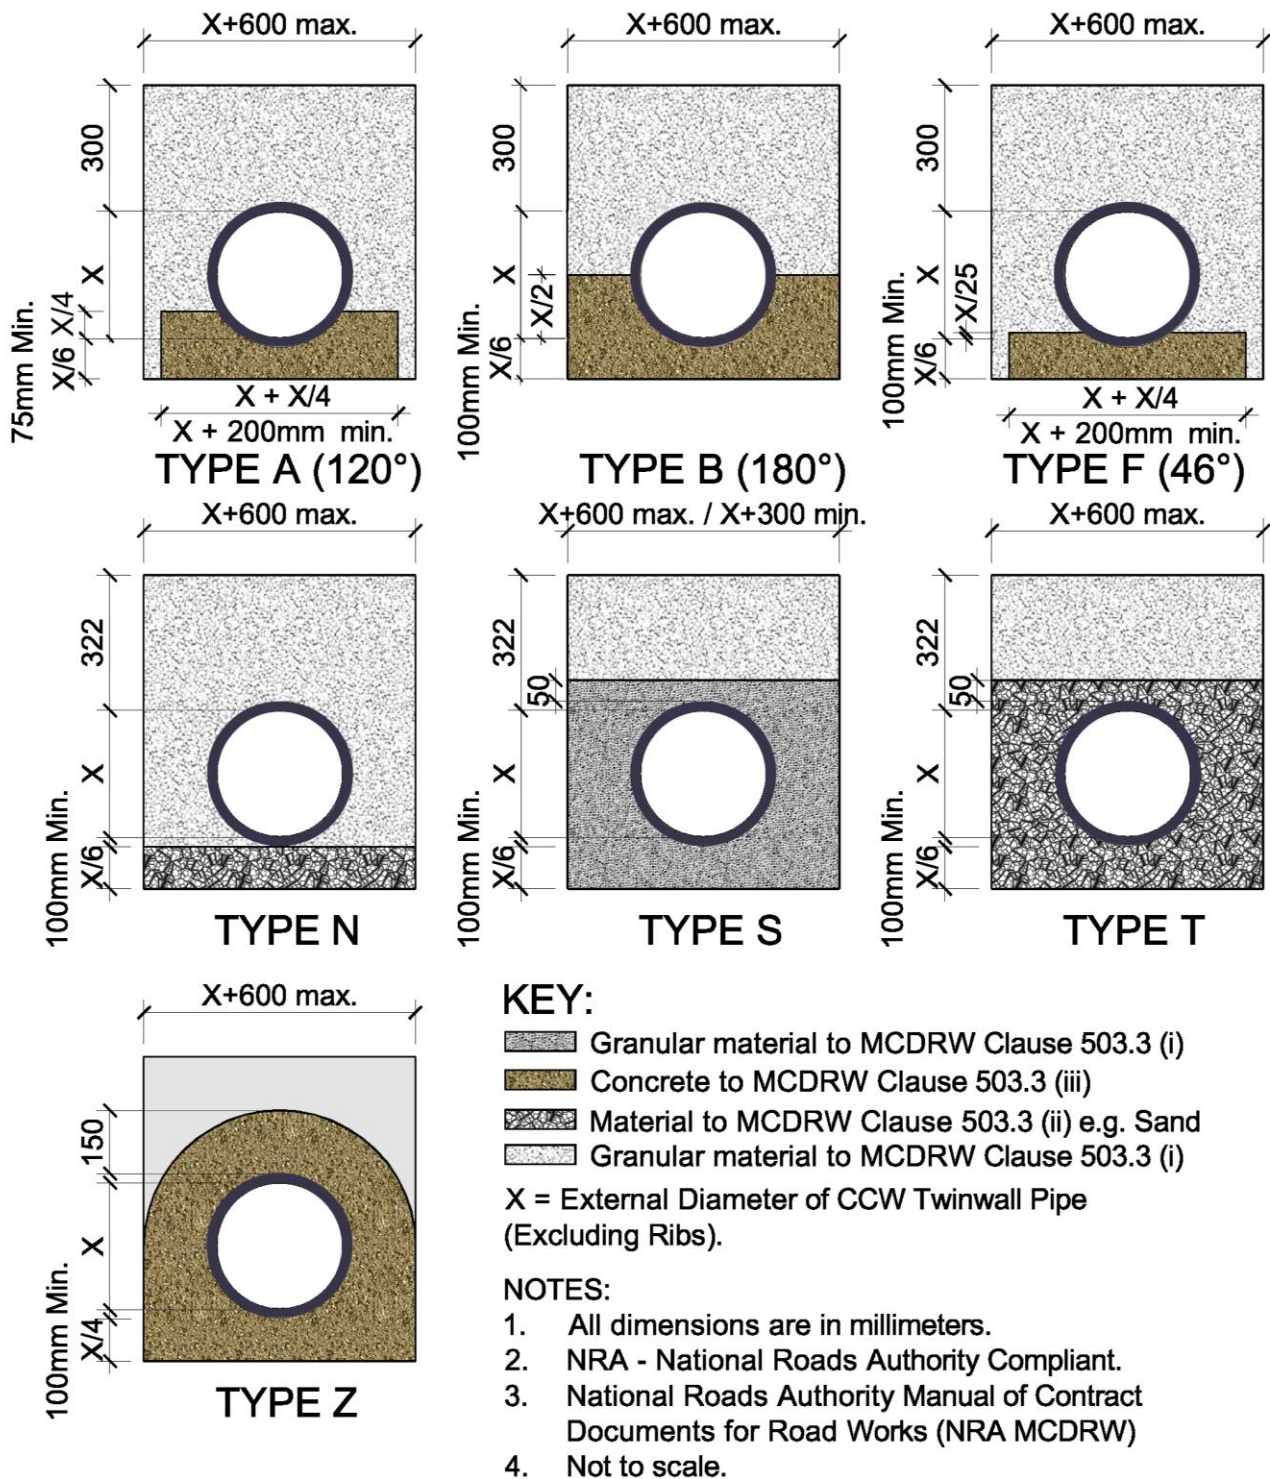 X+600 max.
X+600 max.
X+600 max.
300
X
X/4
X/6
75mm Min.
X + X/4
X + 200mm min.
TYPE A (120°)
300
X
X/2
X/6
100mm Min.
TYPE B (180°)
300
X
X/25
X/6
100mm Min.
X + X/4
X + 200mm min.
TYPE F (46°)
X+600 max.
X+600 max. / X+300 min.
X+600 max.
322
X
X/6
100mm Min.
TYPE N
322
50
X
X/6
100mm Min.
TYPE S
322
50
X
X/6
100mm Min.
TYPE T
X+600 max.
150
X
X/4
100mm Min.
TYPE Z
KEY:
Granular material to MCDRW Clause 503.3 (i)
Concrete to MCDRW Clause 503.3 (iii)
Material to MCDRW Clause 503.3 (ii) e.g. Sand
Granular material to MCDRW Clause 503.3 (i)
X = External Diameter of CCW Twinwall Pipe
(Excluding Ribs).
NOTES:
1. All dimensions are in millimeters.
2. NRA - National Roads Authority Compliant.
3. National Roads Authority Manual of Contract
Documents for Road Works (NRA MCDRW)
4. Not to scale.